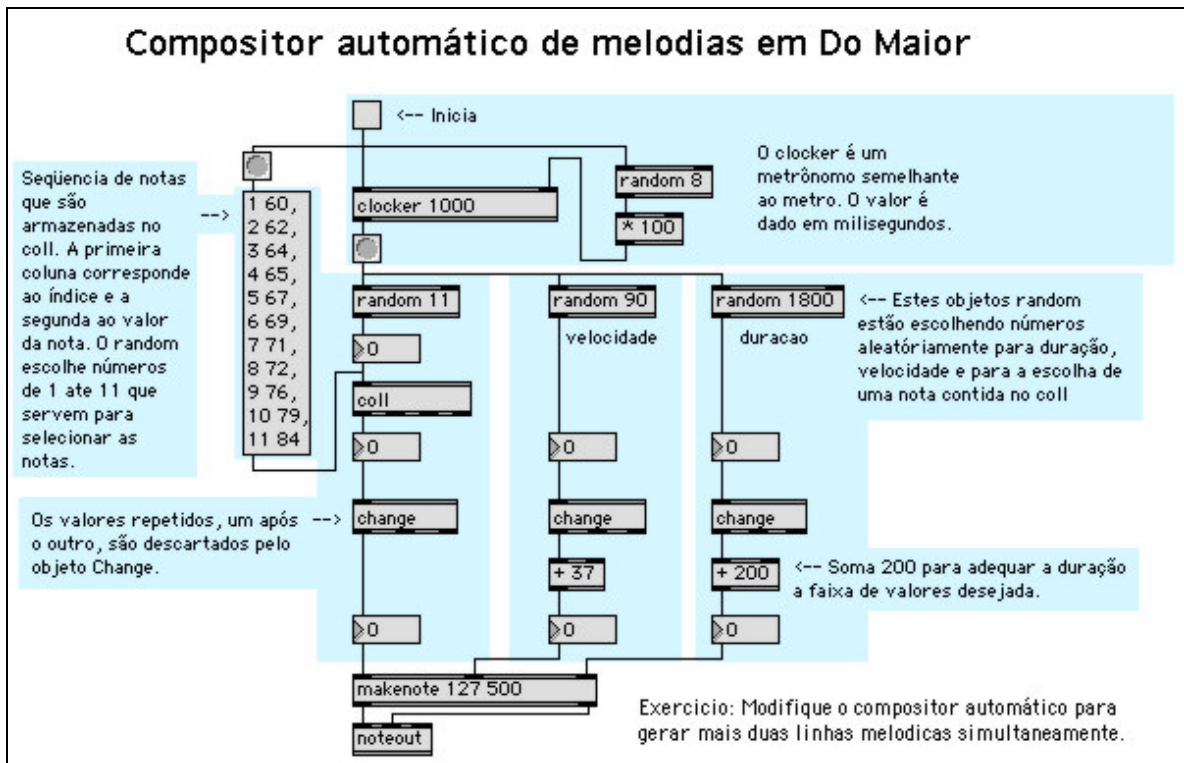 Compositor automático de melodias em Do Maior
<-- Inicia
O clocker é um
metrônomo semelhante
ao metro. O valor é
dado em milisegundos.
random 8
* 100
clocker 1000
Seqüencia de notas
que são
armazenadas no -->
coll. A primeira
coluna corresponde
ao índice e a
segunda ao valor
da nota. O random
escolhe números
de 1 ate 11 que
servem para
selecionar as
notas.
1 60,
2 62,
3 64,
4 65,
5 67,
6 69,
7 71,
8 72,
9 76,
10 79,
11 84
random 11
random 90
random 1800
velocidade
duracao
<-- Estes objetos random
estão escolhendo números
aleatóriamente para duração,
velocidade e para a escolha de
uma nota contida no coll
0
coll
0
0
0
Os valores repetidos, um após -->
o outro, são descartados pelo
objeto Change.
change
change
change
+ 37
+ 200
<-- Soma 200 para adequar a duração
a faixa de valores desejada.
0
0
0
makenote 127 500
noteout
Exercicio: Modifique o compositor automático para
gerar mais duas linhas melodicas simultaneamente.